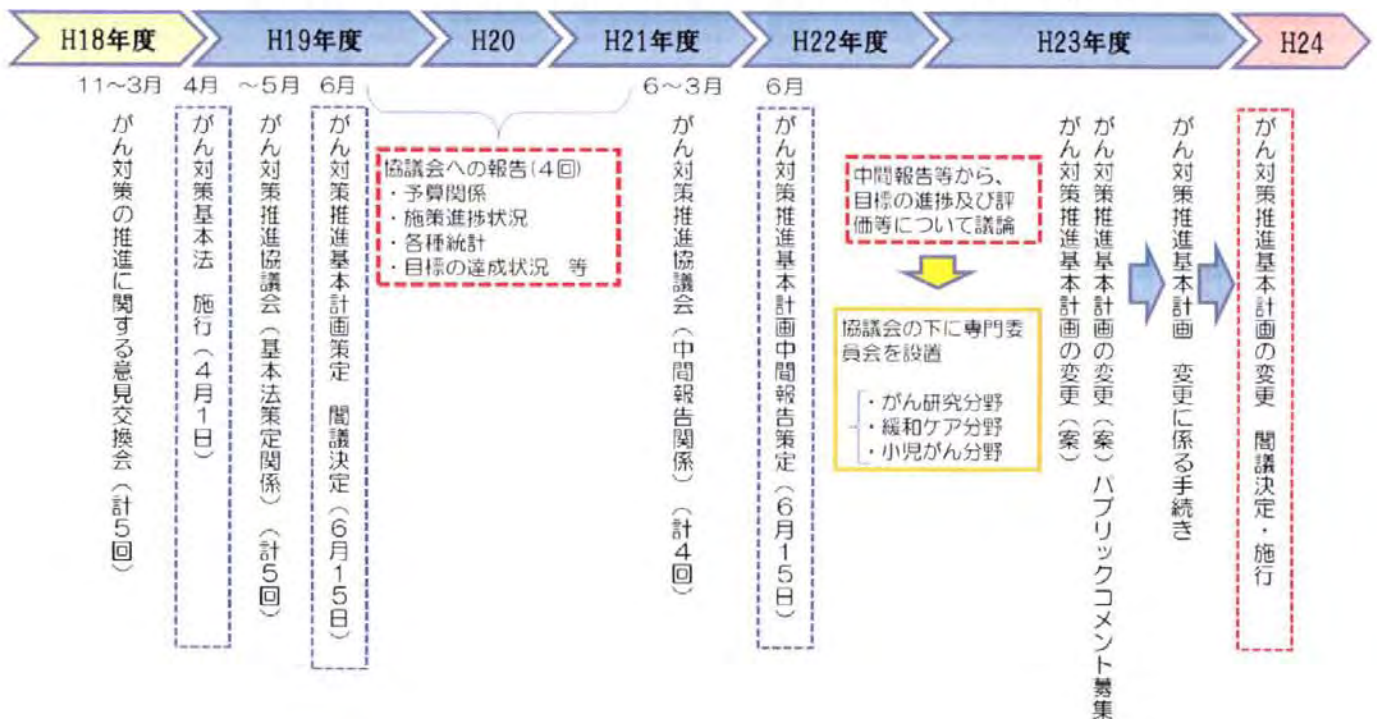 H18年度
H19年度
H20
H21年度
H22年度
H23年度
H24
11～3月
4月
～5月
6月
6～3月
6月
がん対策の推進に関する意見交換会（計5回）
がん対策基本法　施行（4月1日）
がん対策推進協議会（基本法策定関係）（計5回）
がん対策推進基本計画策定　閣議決定（6月15日）
協議会への報告(4回)
・予算関係
・施策進捗状況
・各種統計
・目標の達成状況　等
がん対策推進協議会（中間報告関係）（計4回）
がん対策推進基本計画中間報告策定（6月15日）
中間報告等から、
目標の進捗及び評
価等について議論
協議会の下に専門委
員会を設置
・がん研究分野
・緩和ケア分野
・小児がん分野
がん対策推進基本計画の変更（案）
がん対策推進基本計画の変更（案）パブリックコメント募集
がん対策推進基本計画　変更に係る手続き
がん対策推進基本計画の変更　閣議決定・施行